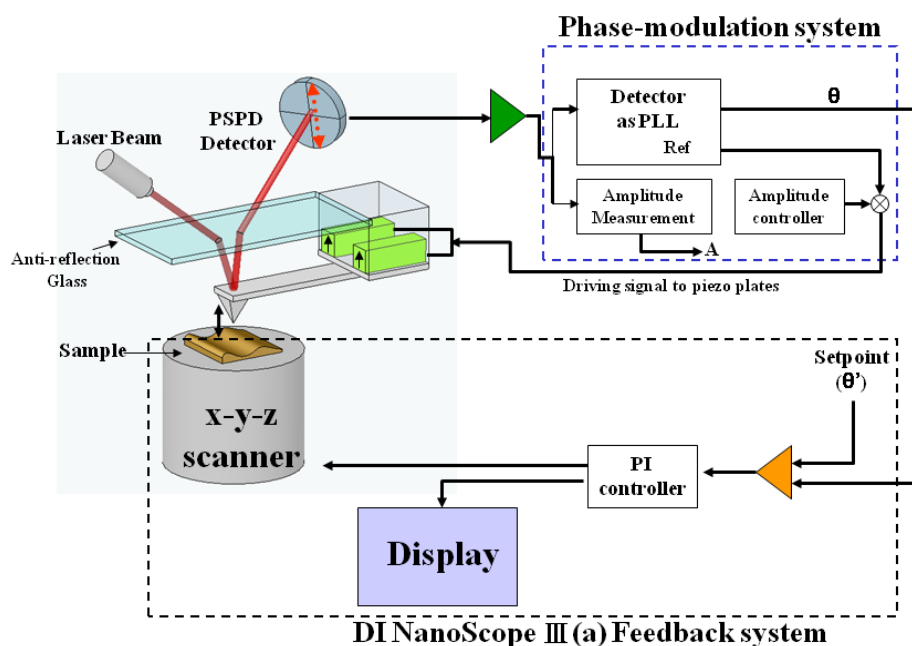 Phase-modulation system
PSPD
Detector
Laser Beam
Detector
as PLL
Ref
θ
Amplitude
Measurement
Amplitude
controller
A
Anti-reflection
Glass
Driving signal to piezo plates
Sample
Setpoint
(θ')
x-y-z
scanner
PI
controller
Display
DI NanoScope Ⅲ (a) Feedback system